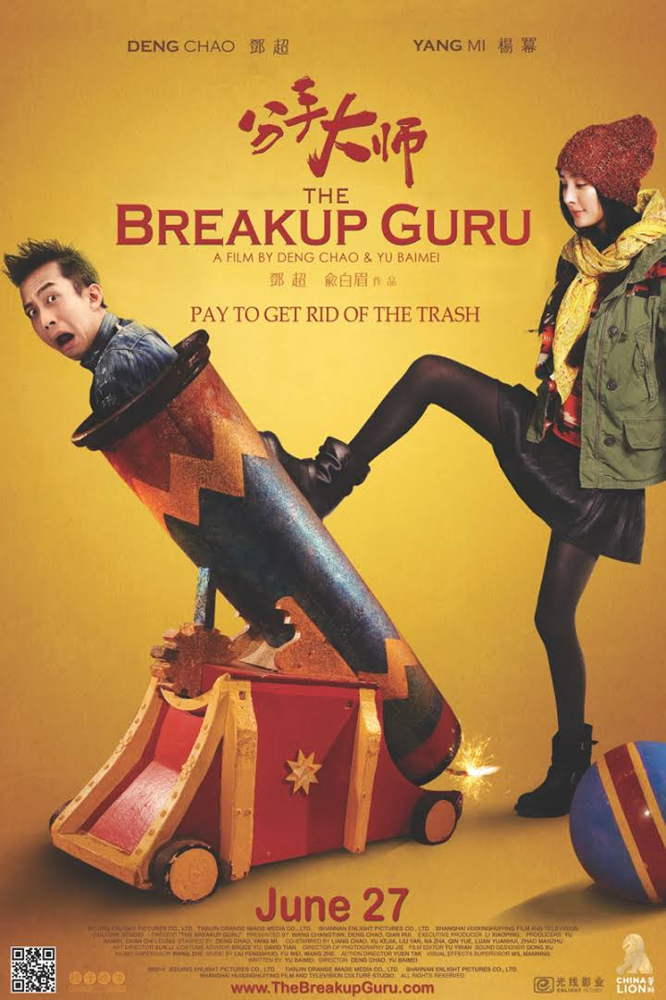 DENG CHAO 鄧超 YANG MI 楊冪
分手大师
THE
BREAKUP GURU
A FILM BY DENG CHAO & YU BAIMEI
鄧超 俞白眉 作品
PAY TO GET RID OF THE TRASH
June 27
BEIJING ENLIGHT PICTURES CO., LTD. TIANJIN ORANGE IMAGE MEDIA CO., LTD. SHANNAN ENLIGHT PICTURES CO., LTD. SHANGHAI HUIXINGHUIYING FILM AND TELEVISION
CULTURE STUDIO PRESENT "THE BREAKUP GURU" PRESENTED BY WANG CHANGTIAN, DENG CHAO, QIAN RUI. EXECUTIVE PRODUCER LI XIAOPING. PRODUCERS YU
BAIMEI, CHAN CHI LEUNG STARRED BY DENG CHAO, YANG MI. CO-STARRED BY LIANG CHAO, XU KEJIA, LIU YAN, NA ZHA, QIN YUE, LUAN YUANHUI, ZHAO MANZHU
ART DIRECTOR SUN LI COSTUME ADVISOR BRUCE YU, DAVID TIAN. DIRECTOR OF PHOTOGRAPHY DU JIE FILM EDITOR TU YIRAN SOUND DESIGNER DONG XU
MUSIC SUPERVISOR WANG ZHE. MUSIC BY LIU FENGSHUO, FU WEI, WANG ZHE. ACTION DIRECTOR YUEN TAK VISUAL EFFECTS SUPERVISOR WIL MANNING
WRITTEN BY YU BAIMEI. DIRECTOR DENG CHAO, YU BAIMEI
©2014 BEIJING ENLIGHT PICTURES CO., LTD. TIANJIN ORANGE IMAGE MEDIA CO., LTD. SHANNAN ENLIGHT PICTURES CO., LTD.
SHANGHAI HUIXINGHUIYING FILM AND TELEVISION CULTURE STUDIO ALL RIGHTS RESERVED.
www.TheBreakupGuru.com
光线影业
ENLIGHT PICTURES
CHINA
LION